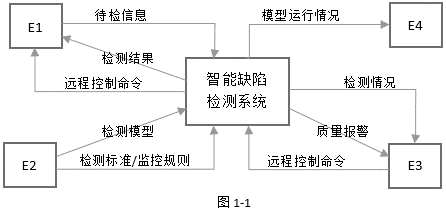 E1
待检信息
检测结果
远程控制命令
模型运行情况
E4
智能缺陷
检测系统
检测情况
质量报警
E2
检测模型
检测标准/监控规则
远程控制命令
E3
图 1-1